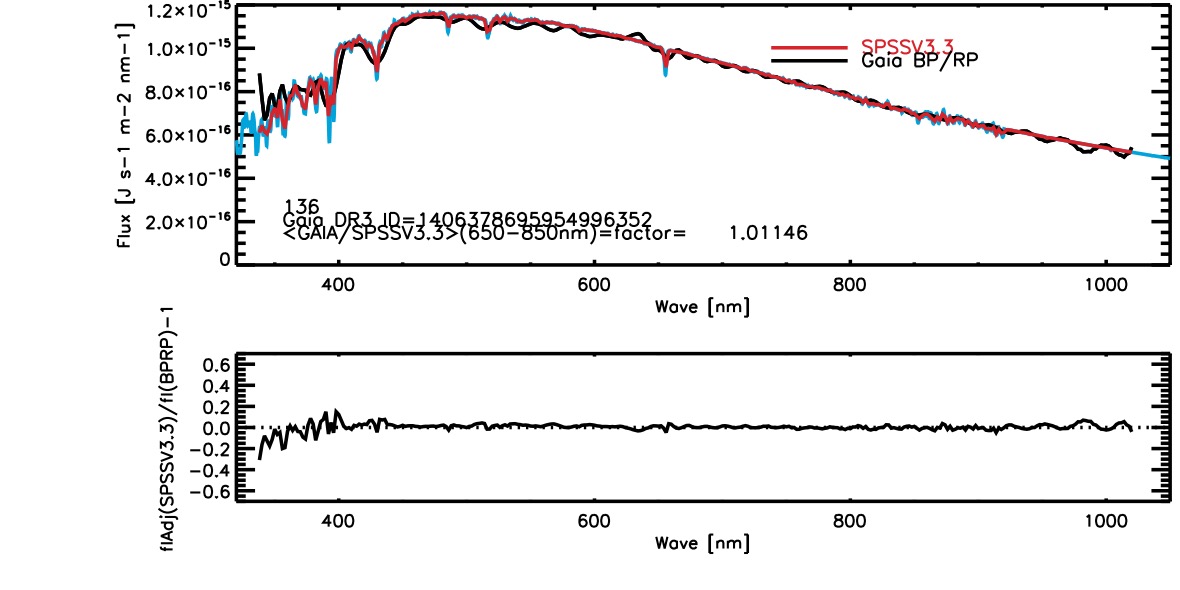 1.2×10−15
1.0×10−15
8.0×10−16
6.0×10−16
4.0×10−16
2.0×10−16
0
Flux [J s−1 m−2 nm−1]
SPSSV3.3
Gaia BP/RP
136
Gaia DR3 ID=1406378695954996352
<GAIA/SPSSV3.3>(650−850nm)=factor= 1.01146
400 600 800 1000
Wave [nm]
flAdj(SPSSV3.3)/fl(BPRP)−1
0.6
0.4
0.2
0.0
−0.2
−0.4
−0.6
400 600 800 1000
Wave [nm]